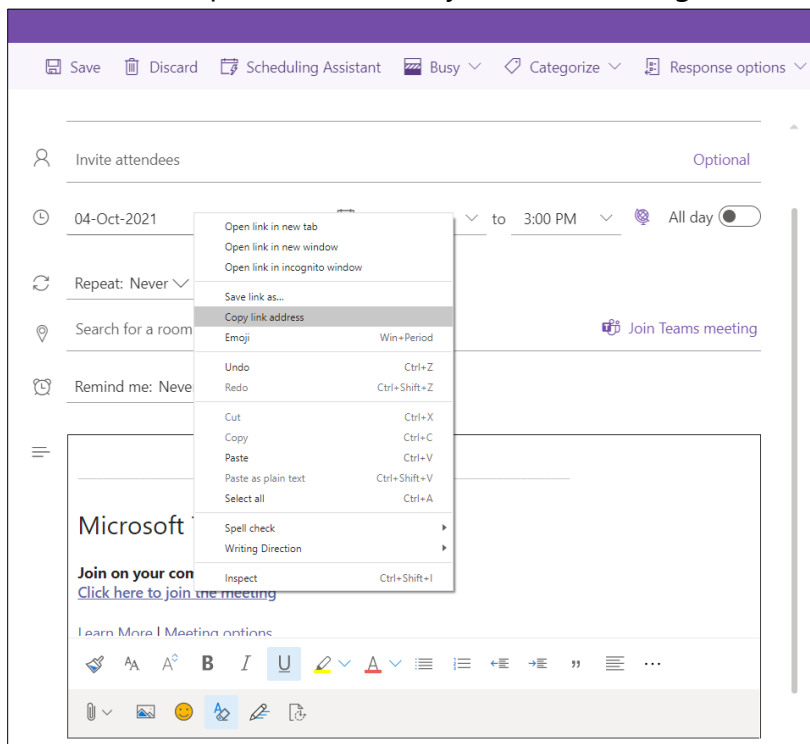 Save Discard Scheduling Assistant Busy Categorize Response options
Invite attendees Optional
04-Oct-2021 to 3:00 PM All day
Repeat: Never
Search for a room Join Teams meeting
Remind me: Neve
Open link in new tab
Open link in new window
Open link in incognito window
Save link as...
Copy link address
Emoji Win+Period
Undo Ctrl+Z
Redo Ctrl+Shift+Z
Cut Ctrl+X
Copy Ctrl+C
Paste Ctrl+V
Paste as plain text Ctrl+Shift+V
Select all Ctrl+A
Spell check
Writing Direction
Inspect Ctrl+Shift+I
Microsoft
Join on your com
Click here to join the meeting
Learn More | Meeting options